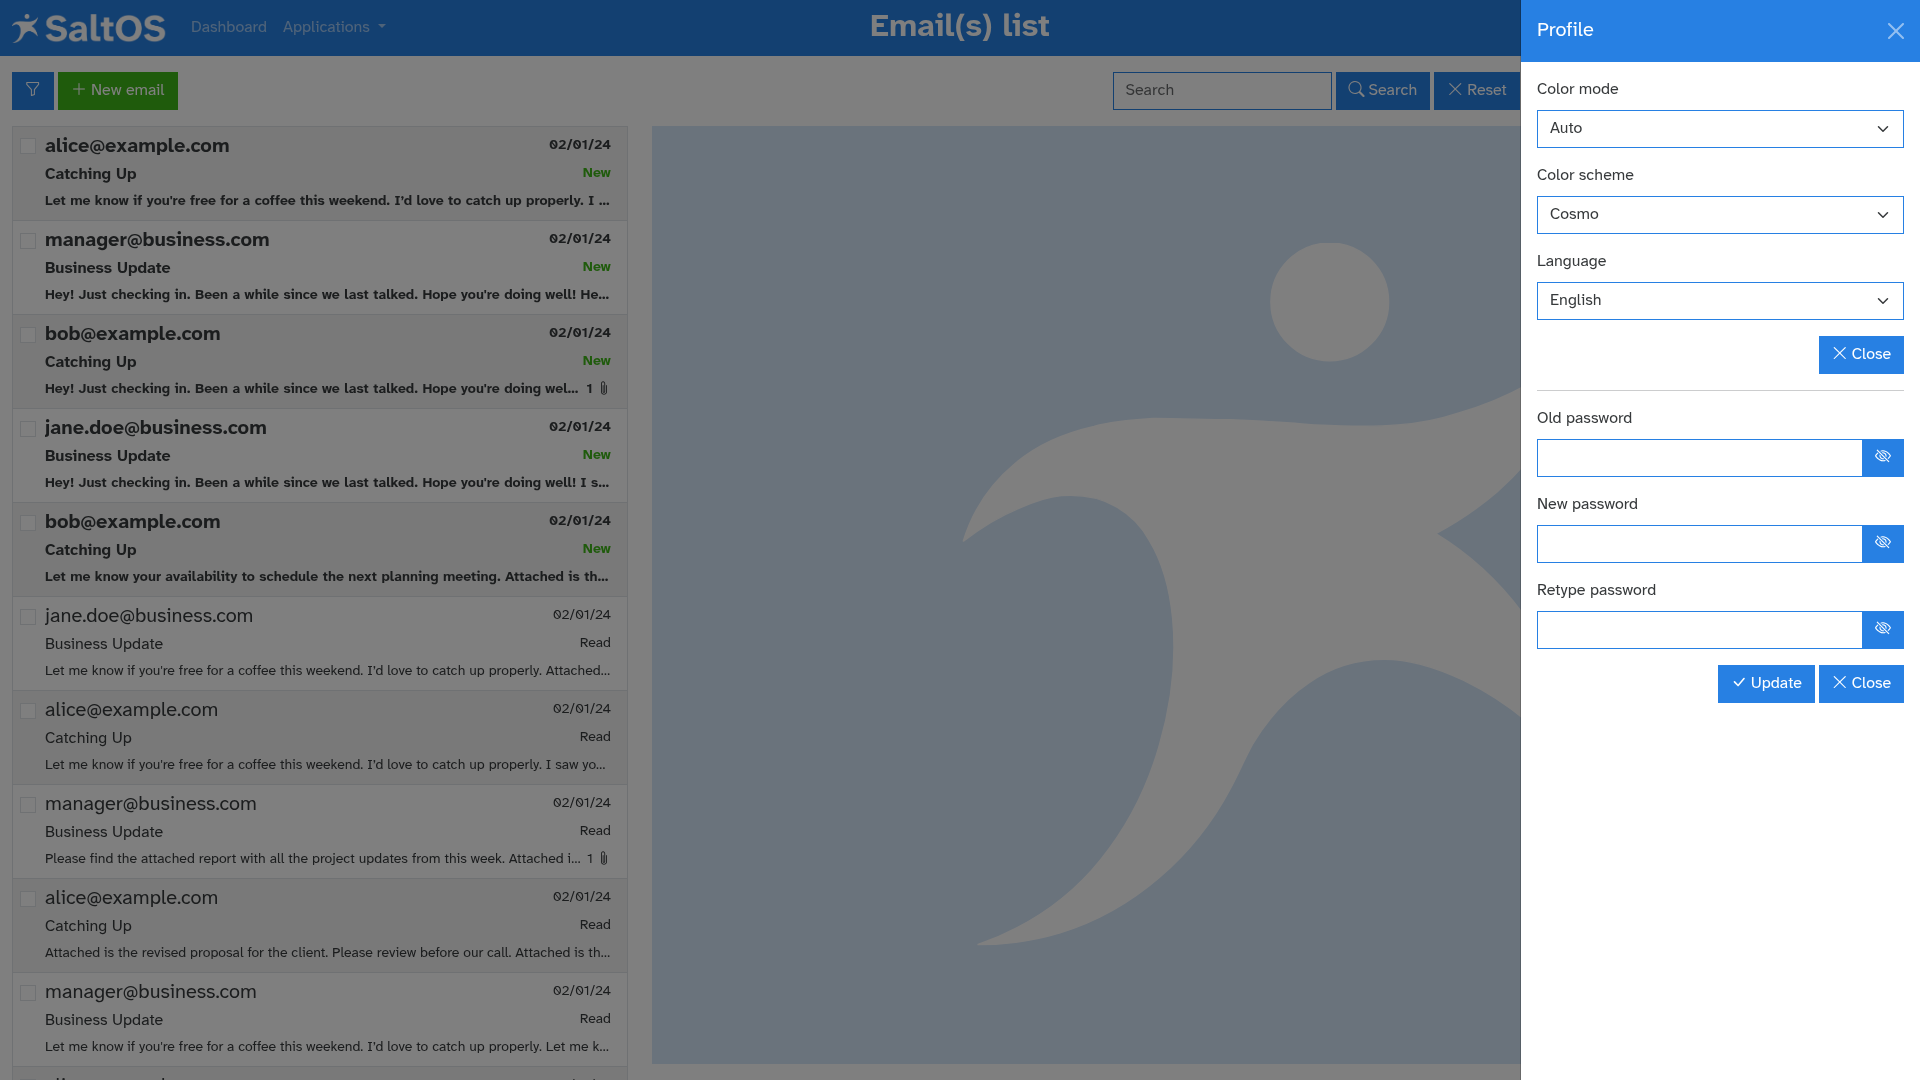 SaltOS
Dashboard
Applications
Email(s) list
New email
Search
Search
Reset
alice@example.com
02/01/24
Catching Up
New
Let me know if you're free for a coffee this weekend. I'd love to catch up properly. I ...
manager@business.com
02/01/24
Business Update
New
Hey! Just checking in. Been a while since we last talked. Hope you're doing well! He...
bob@example.com
02/01/24
Catching Up
New
Hey! Just checking in. Been a while since we last talked. Hope you're doing wel... 1
jane.doe@business.com
02/01/24
Business Update
New
Hey! Just checking in. Been a while since we last talked. Hope you're doing well! I s...
bob@example.com
02/01/24
Catching Up
New
Let me know your availability to schedule the next planning meeting. Attached is th...
jane.doe@business.com
02/01/24
Business Update
Read
Let me know if you're free for a coffee this weekend. I'd love to catch up properly. Attached...
alice@example.com
02/01/24
Catching Up
Read
Let me know if you're free for a coffee this weekend. I'd love to catch up properly. I saw yo...
manager@business.com
02/01/24
Business Update
Read
Please find the attached report with all the project updates from this week. Attached i... 1
alice@example.com
02/01/24
Catching Up
Read
Attached is the revised proposal for the client. Please review before our call. Attached is th...
manager@business.com
02/01/24
Business Update
Read
Let me know if you're free for a coffee this weekend. I'd love to catch up properly. Let me k...
Profile
Color mode
Auto
Color scheme
Cosmo
Language
English
Close
Old password
New password
Retype password
Update
Close